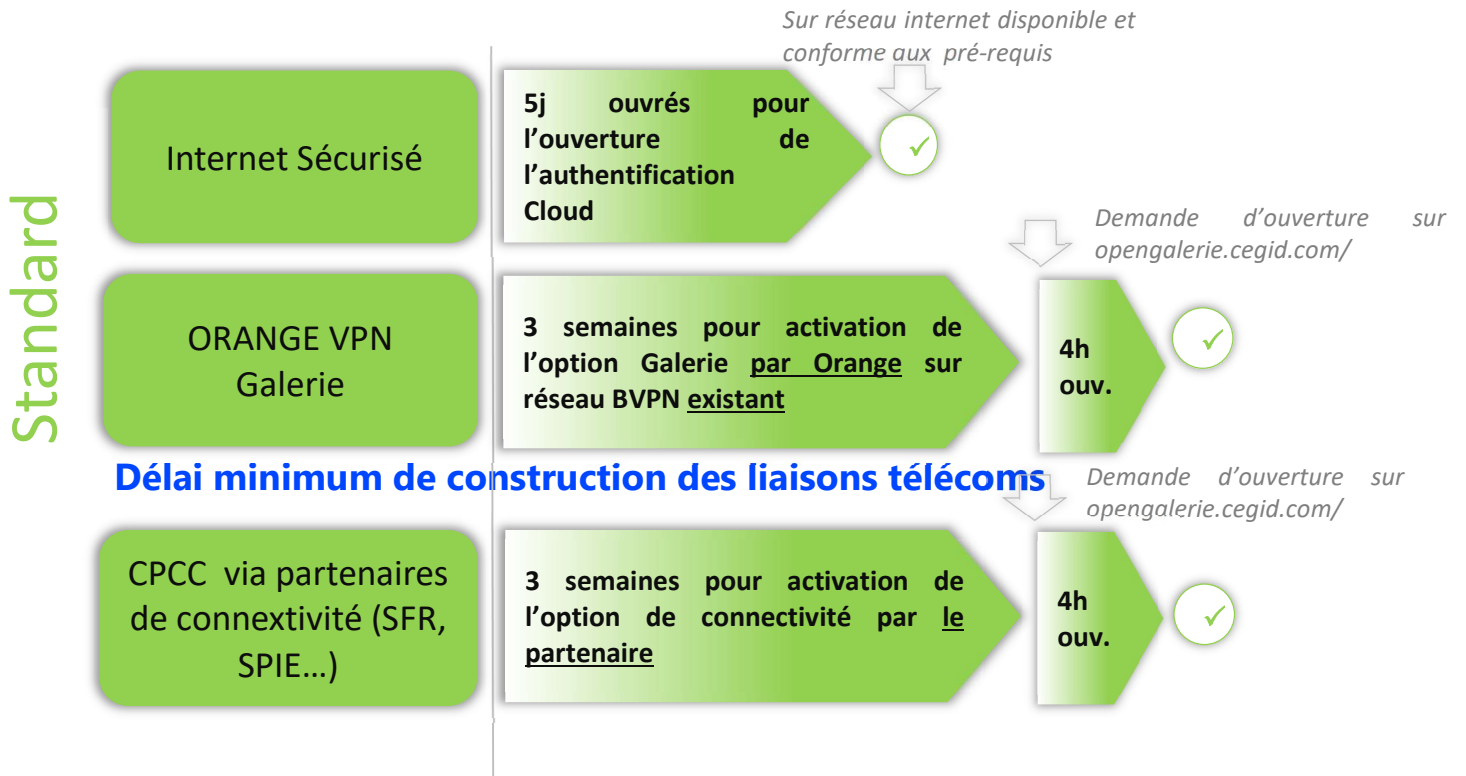 Sur réseau internet disponible et
conforme aux pré-requis
Standard
Internet Sécurisé
5j ouvrés pour
l'ouverture de
l'authentification
Cloud
Demande d'ouverture sur
opengalerie.cegid.com/
ORANGE VPN
Galerie
3 semaines pour activation de
l'option Galerie par Orange sur
réseau BVPN existant
4h
ouv.
Délai minimum de construction des liaisons télécoms
Demande d'ouverture sur
opengalerie.cegid.com/
CPCC via partenaires
de connextivité (SFR,
SPIE…)
3 semaines pour activation de
l'option de connectivité par le
partenaire
4h
ouv.